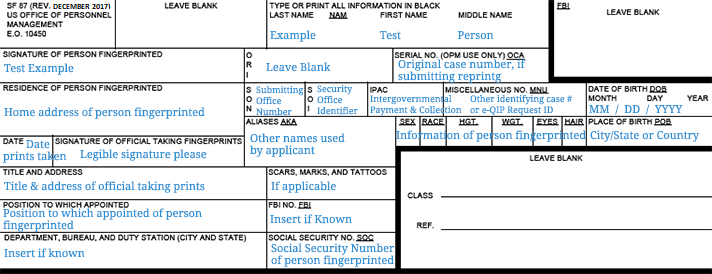 SF 87 (REV. DECEMBER 2017)
US OFFICE OF PERSONNEL
MANAGEMENT
E.O. 10450
LEAVE BLANK
TYPE OR PRINT ALL INFORMATION IN BLACK
LAST NAME NAM FIRST NAME MIDDLE NAME
Example Test Person
FBI
LEAVE BLANK
SIGNATURE OF PERSON FINGERPRINTED
Test Example
ORI
Leave Blank
SERIAL NO. (OPM USE ONLY) OCA
Original case number, if
submitting reprintg
RESIDENCE OF PERSON FINGERPRINTED
Home address of person fingerprinted
SON
Submitting
Office
Number
SOI
Security
Office
Identifier
IPAC
Intergovernmental
Payment & Collection
MISCELLANEOUS NO. MNU
Other identifying case #
or e-QIP Request ID
DATE OF BIRTH DOB
MONTH DAY YEAR
MM / DD / YYYY
ALIASES AKA
Other names used
by applicant
SEX RACE HGT. WGT. EYES HAIR
Information of person fingerprinted
PLACE OF BIRTH POB
City/State or Country
DATE
Date
prints taken
SIGNATURE OF OFFICIAL TAKING FINGERPRINTS
Legible signature please
TITLE AND ADDRESS
Title & address of official taking prints
SCARS, MARKS, AND TATTOOS
If applicable
LEAVE BLANK
CLASS
REF.
POSITION TO WHICH APPOINTED
Position to which appointed of person
fingerprinted
FBI NO. FBI
Insert if Known
DEPARTMENT, BUREAU, AND DUTY STATION (CITY AND STATE)
Insert if known
SOCIAL SECURITY NO. SOC
Social Security Number
of person fingerprinted